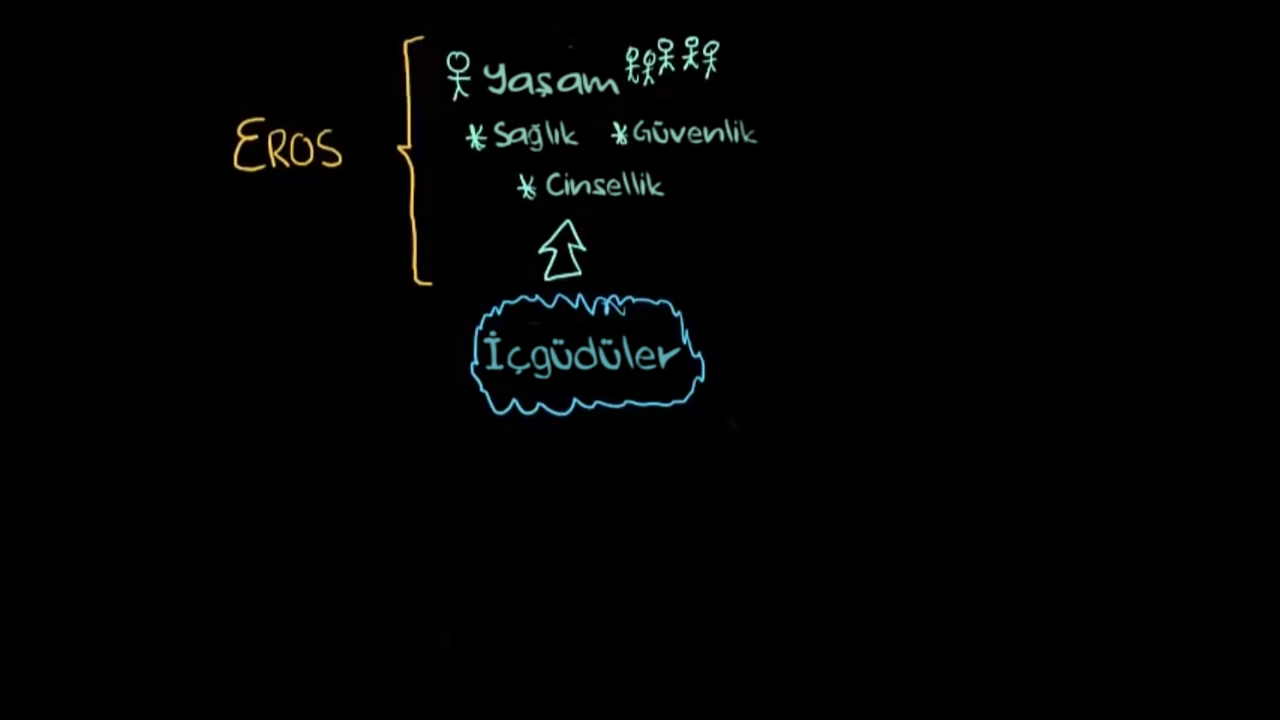 Yaşam
EROS
* Sağlık * Güvenlik
* Cinsellik
İçgüdüler